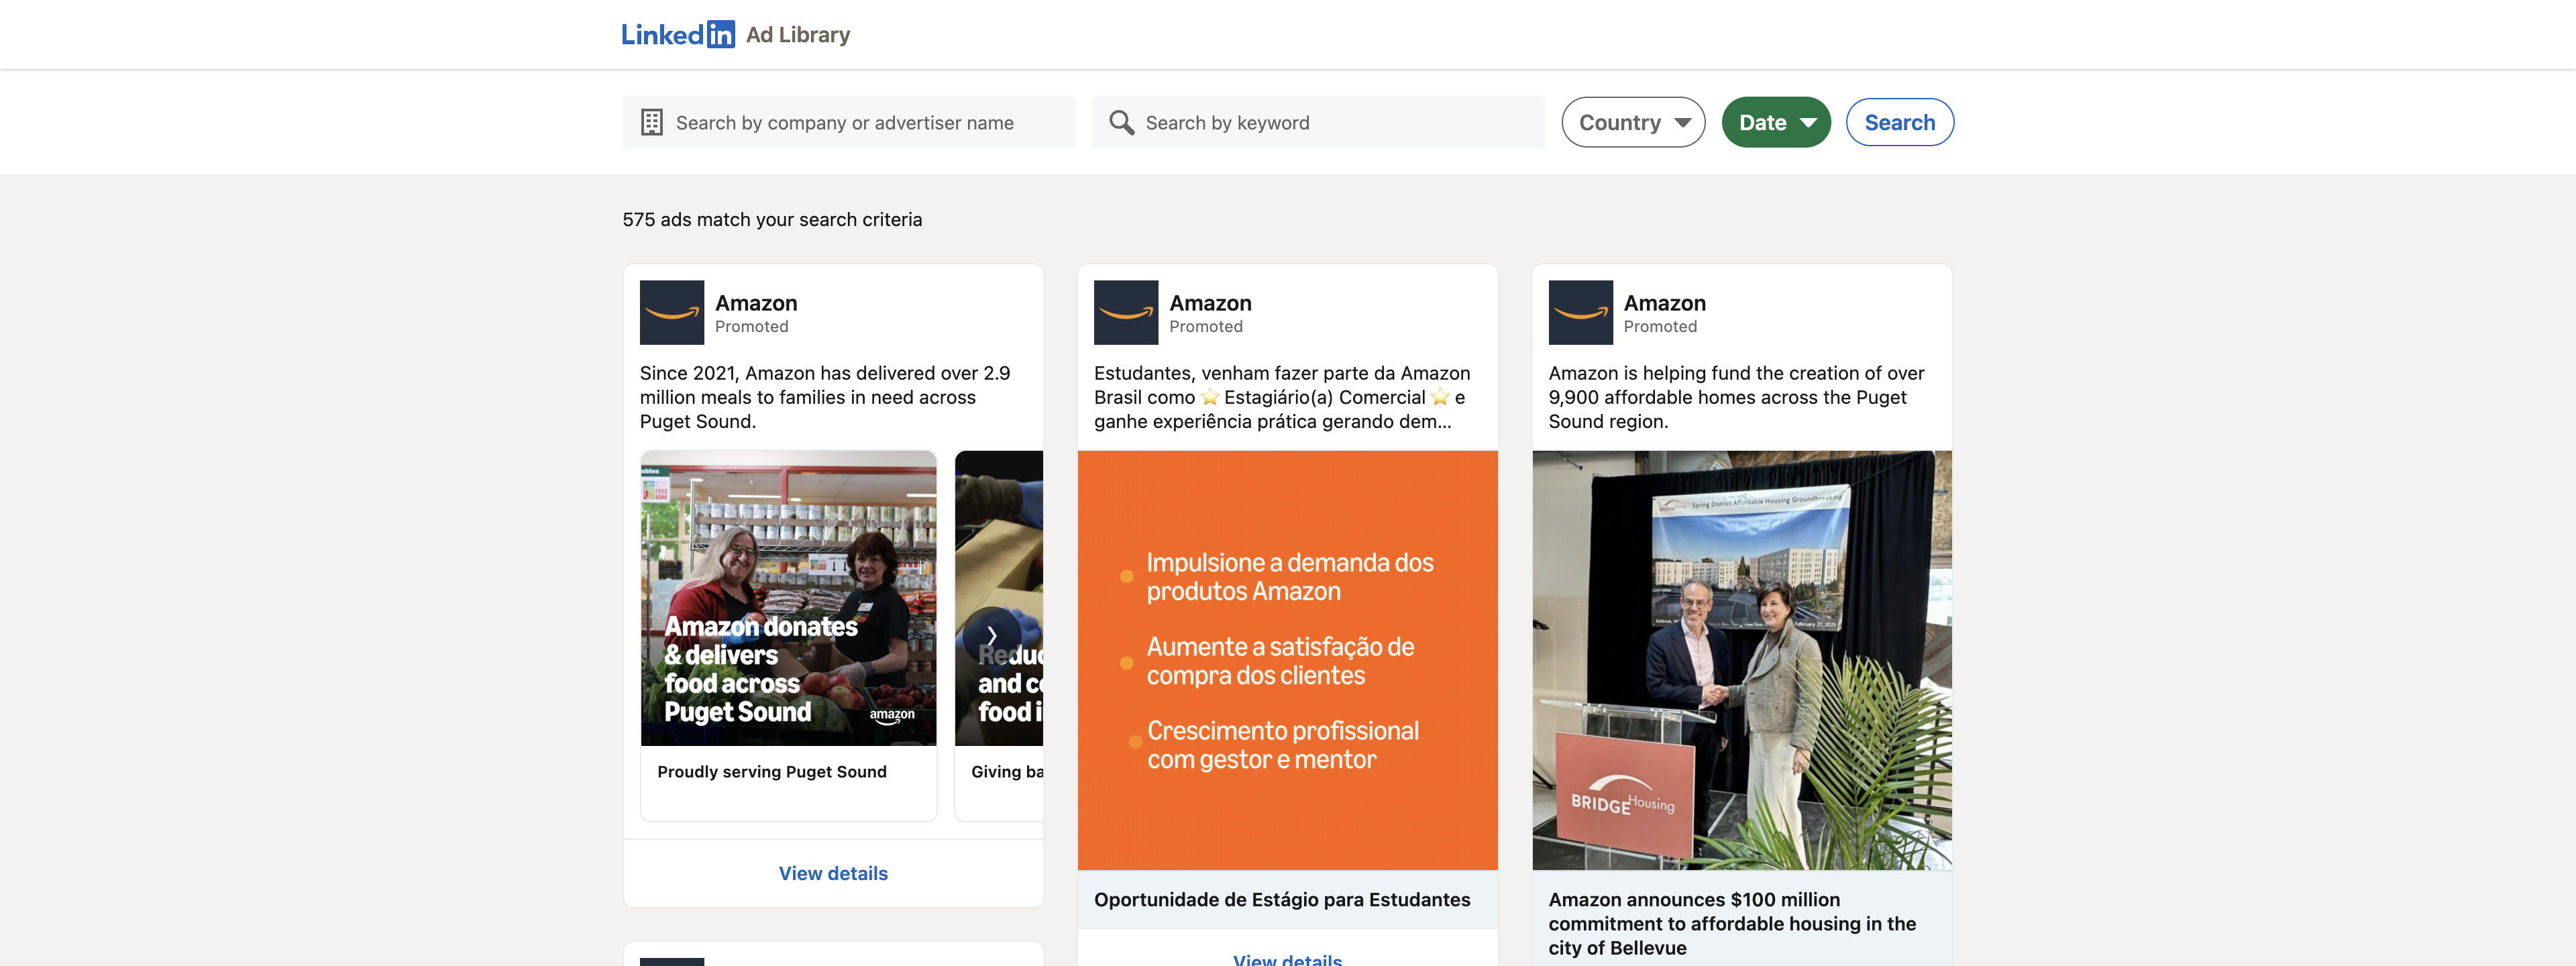 Linkedin Ad Library
Search by company or advertiser name
Search by keyword
Country
Date
Search
575 ads match your search criteria
Amazon
Promoted
Since 2021, Amazon has delivered over 2.9
million meals to families in need across
Puget Sound.
Amazon donates
& delivers
food across
Puget Sound
amazon
Proudly serving Puget Sound
Reduc
and co
food i
Giving ba
View details
Amazon
Promoted
Estudantes, venham fazer parte da Amazon
Brasil como ⭐ Estagiário(a) Comercial ⭐ e
ganhe experiência prática gerando dem...
Impulsione a demanda dos
produtos Amazon
Aumente a satisfação de
compra dos clientes
Crescimento profissional
com gestor e mentor
Oportunidade de Estágio para Estudantes
View details
Amazon
Promoted
Amazon is helping fund the creation of over
9,900 affordable homes across the Puget
Sound region.
Spring District Affordable Housing Groundbreaking
February 27, 2025
BRIDGE Housing
Amazon announces $100 million
commitment to affordable housing in the
city of Bellevue